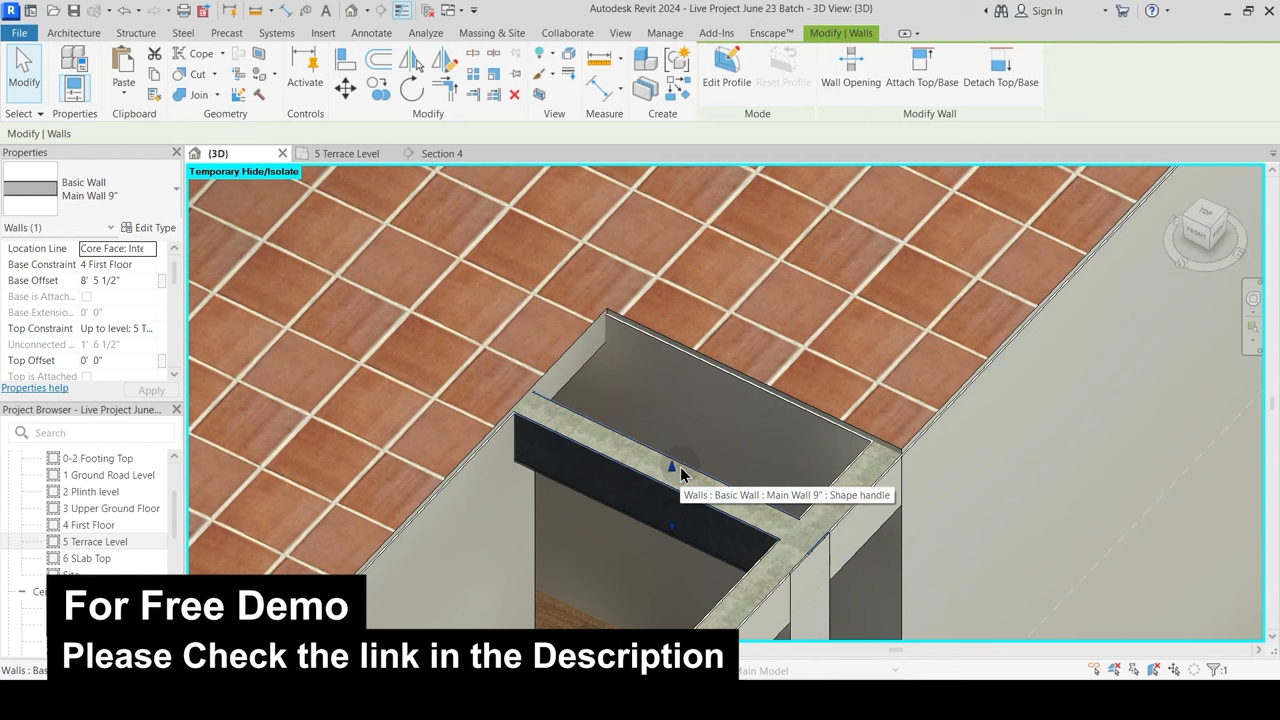 Autodesk Revit 2024 - Live Project June 23 Batch - 3D View: {3D}
Sign In
File Architecture Structure Steel Precast Systems Insert Annotate Analyze Massing & Site Collaborate View Manage Add-Ins Enscape™ Modify | Walls
Modify
Paste
Cope
Cut
Join
Activate
Edit Profile
Reset Profile
Wall Opening
Attach Top/Base
Detach Top/Base
Select Properties Clipboard Geometry Controls Modify View Measure Create Mode Modify Wall
Modify | Walls
Properties
{3D}
5 Terrace Level
Section 4
Temporary Hide/Isolate
Basic Wall
Main Wall 9"
Walls (1)
Edit Type
Location Line Core Face: Inte
Base Constraint 4 First Floor
Base Offset 8' 5 1/2"
Base is Attach...
Base Extensio... 0' 0"
Top Constraint Up to level: 5 T...
Unconnected ... 1' 6 1/2"
Top Offset 0' 0"
Top is Attached
Properties help
Apply
Project Browser - Live Project June...
Search
0-2 Footing Top
1 Ground Road Level
2 Plinth level
3 Upper Ground Floor
4 First Floor
5 Terrace Level
6 SLab Top
TOP
FRONT
Walls : Basic Wall : Main Wall 9" : Shape handle
For Free Demo
Please Check the link in the Description
Walls : Bas
Main Model
:1